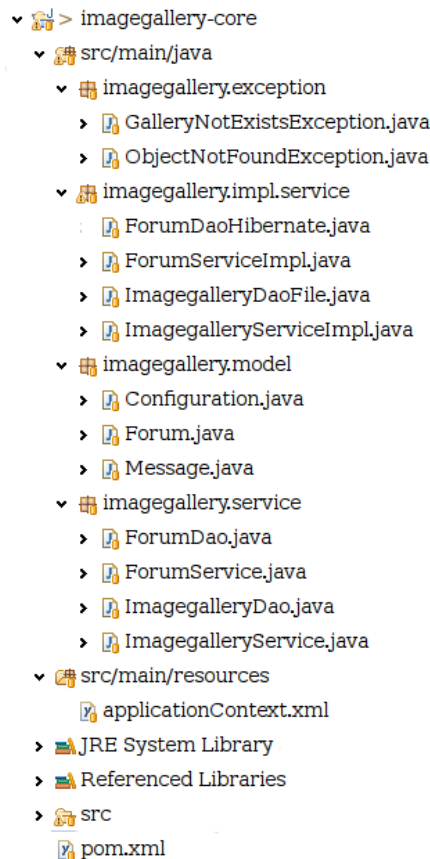 > imagegallery-core
src/main/java
imagegallery.exception
GalleryNotExistsException.java
ObjectNotFoundException.java
imagegallery.impl.service
ForumDaoHibernate.java
ForumServiceImpl.java
ImagegalleryDaoFile.java
ImagegalleryServiceImpl.java
imagegallery.model
Configuration.java
Forum.java
Message.java
imagegallery.service
ForumDao.java
ForumService.java
ImagegalleryDao.java
ImagegalleryService.java
src/main/resources
applicationContext.xml
JRE System Library
Referenced Libraries
src
pom.xml